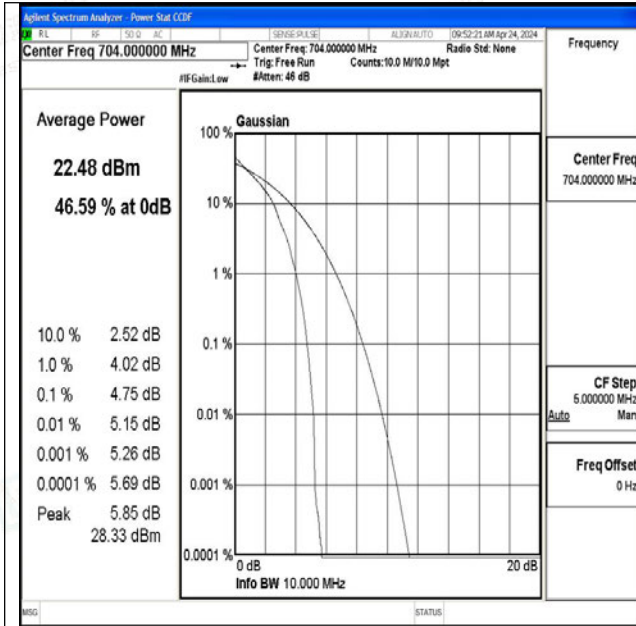 Agilent Spectrum Analyzer - Power Stat CCDF
RL RF 50 Ω AC SENSE:PULSE ALIGNAUTO 09:52:21 AM Apr 24, 2024
Center Freq 704.000000 MHz
Center Freq: 704.000000 MHz Radio Std: None
Trig: Free Run Counts:10.0 M/10.0 Mpt
#IFGain:Low #Atten: 46 dB
Frequency
Average Power
22.48 dBm
46.59 % at 0dB
10.0 % 2.52 dB
1.0 % 4.02 dB
0.1 % 4.75 dB
0.01 % 5.15 dB
0.001 % 5.26 dB
0.0001 % 5.69 dB
Peak 5.85 dB
28.33 dBm
Gaussian
100 %
10 %
1 %
0.1 %
0.01 %
0.001 %
0.0001 %
0 dB 20 dB
Info BW 10.000 MHz
Center Freq
704.000000 MHz
CF Step
5.000000 MHz
Auto Man
Freq Offset
0 Hz
MSG STATUS